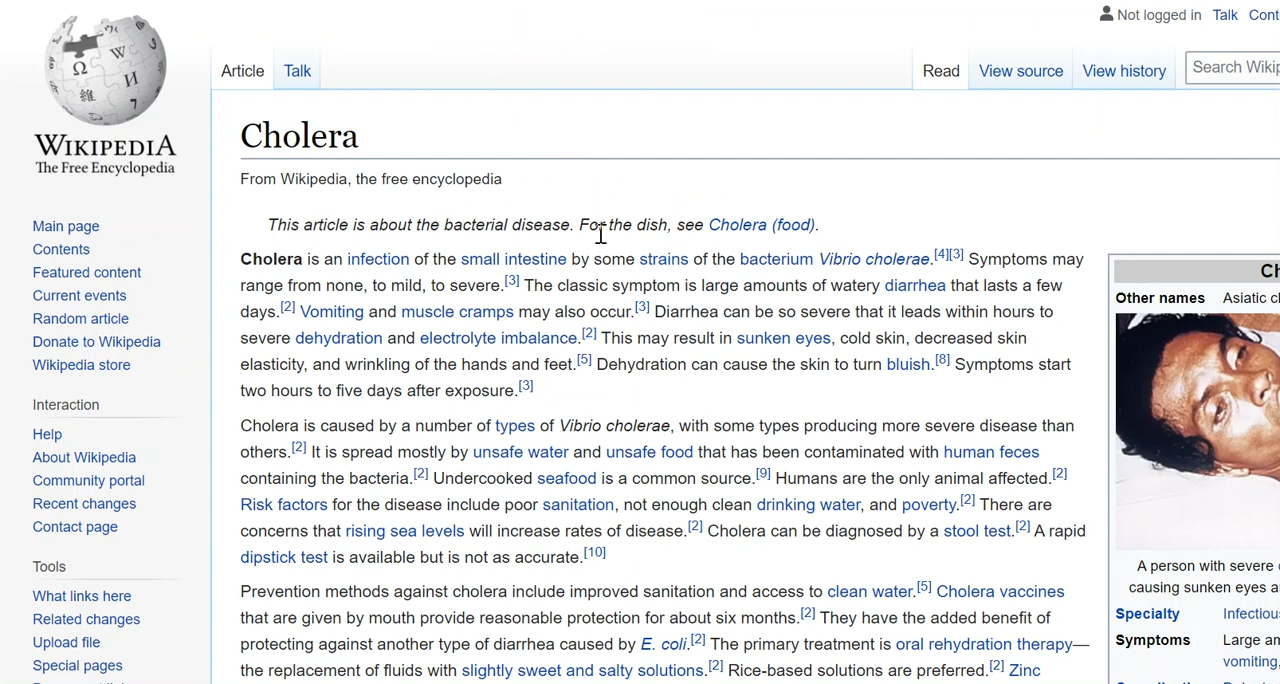 Not logged in Talk Cont
Article Talk Read View source View history Search Wikip
WIKIPEDIA
The Free Encyclopedia
Main page
Contents
Featured content
Current events
Random article
Donate to Wikipedia
Wikipedia store
Interaction
Help
About Wikipedia
Community portal
Recent changes
Contact page
Tools
What links here
Related changes
Upload file
Special pages
Cholera
From Wikipedia, the free encyclopedia
This article is about the bacterial disease. For the dish, see Cholera (food).
Cholera is an infection of the small intestine by some strains of the bacterium Vibrio cholerae.[4][3] Symptoms may
range from none, to mild, to severe.[3] The classic symptom is large amounts of watery diarrhea that lasts a few
days.[2] Vomiting and muscle cramps may also occur.[3] Diarrhea can be so severe that it leads within hours to
severe dehydration and electrolyte imbalance.[2] This may result in sunken eyes, cold skin, decreased skin
elasticity, and wrinkling of the hands and feet.[5] Dehydration can cause the skin to turn bluish.[8] Symptoms start
two hours to five days after exposure.[3]
Cholera is caused by a number of types of Vibrio cholerae, with some types producing more severe disease than
others.[2] It is spread mostly by unsafe water and unsafe food that has been contaminated with human feces
containing the bacteria.[2] Undercooked seafood is a common source.[9] Humans are the only animal affected.[2]
Risk factors for the disease include poor sanitation, not enough clean drinking water, and poverty.[2] There are
concerns that rising sea levels will increase rates of disease.[2] Cholera can be diagnosed by a stool test.[2] A rapid
dipstick test is available but is not as accurate.[10]
Prevention methods against cholera include improved sanitation and access to clean water.[5] Cholera vaccines
that are given by mouth provide reasonable protection for about six months.[2] They have the added benefit of
protecting against another type of diarrhea caused by E. coli.[2] The primary treatment is oral rehydration therapy—
the replacement of fluids with slightly sweet and salty solutions.[2] Rice-based solutions are preferred.[2] Zinc
Ch
Other names Asiatic cl
A person with severe
causing sunken eyes a
Specialty Infectiou
Symptoms Large am
vomiting,